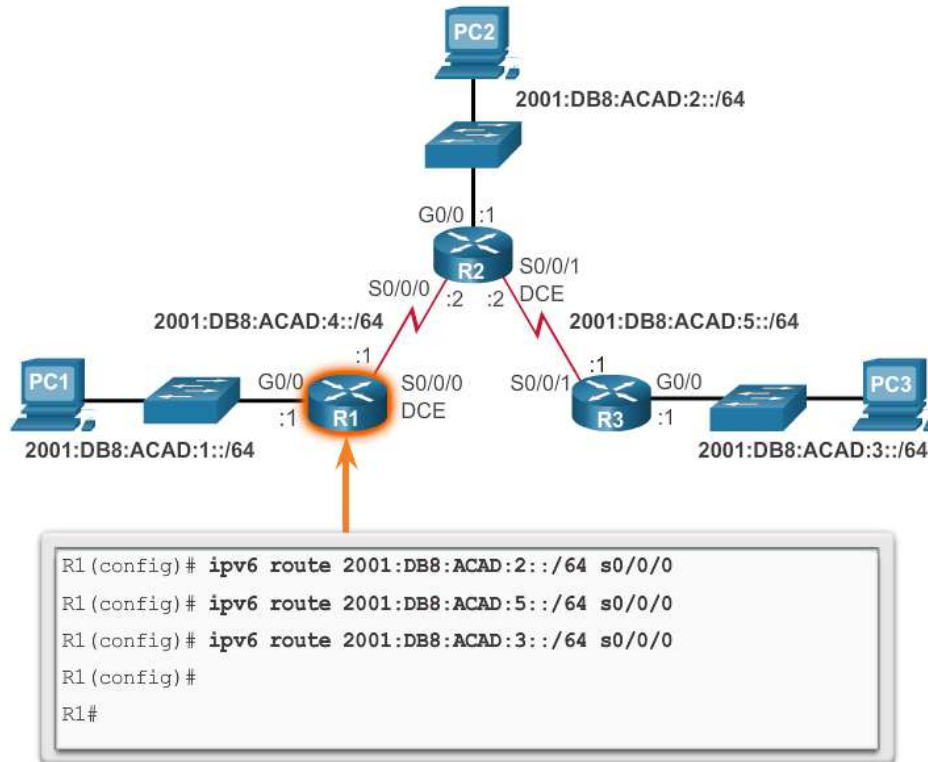 PC2
2001:DB8:ACAD:2::/64
G0/0 :1
R2
S0/0/1
DCE
S0/0/0 :2 :2
2001:DB8:ACAD:4::/64
2001:DB8:ACAD:5::/64
:1
:1
PC1
G0/0
S0/0/0
DCE
:1
R1
S0/0/1
G0/0
R3
:1
PC3
2001:DB8:ACAD:1::/64
2001:DB8:ACAD:3::/64
R1(config)# ipv6 route 2001:DB8:ACAD:2::/64 s0/0/0
R1(config)# ipv6 route 2001:DB8:ACAD:5::/64 s0/0/0
R1(config)# ipv6 route 2001:DB8:ACAD:3::/64 s0/0/0
R1(config)#
R1#